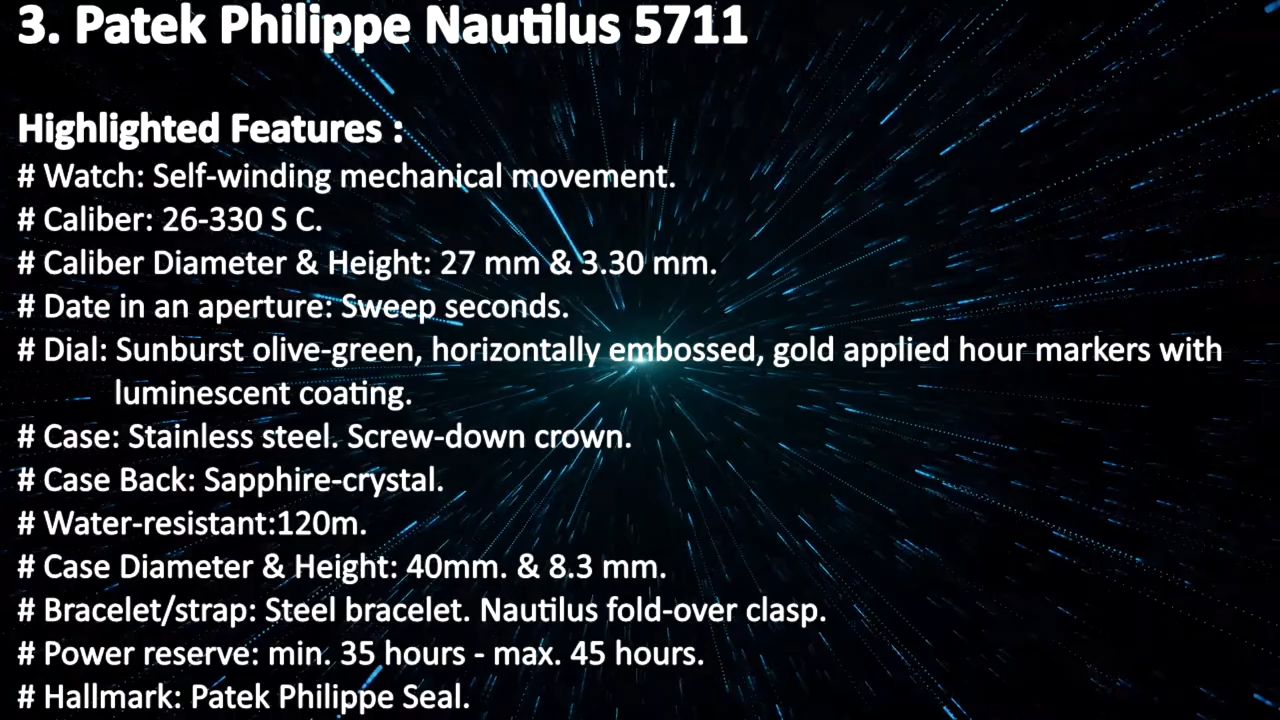 3. Patek Philippe Nautilus 5711
Highlighted Features :
# Watch: Self-winding mechanical movement.
# Caliber: 26-330 S C.
# Caliber Diameter & Height: 27 mm & 3.30 mm.
# Date in an aperture: Sweep seconds.
# Dial: Sunburst olive-green, horizontally embossed, gold applied hour markers with
luminescent coating.
# Case: Stainless steel. Screw-down crown.
# Case Back: Sapphire-crystal.
# Water-resistant:120m.
# Case Diameter & Height: 40mm. & 8.3 mm.
# Bracelet/strap: Steel bracelet. Nautilus fold-over clasp.
# Power reserve: min. 35 hours - max. 45 hours.
# Hallmark: Patek Philippe Seal.